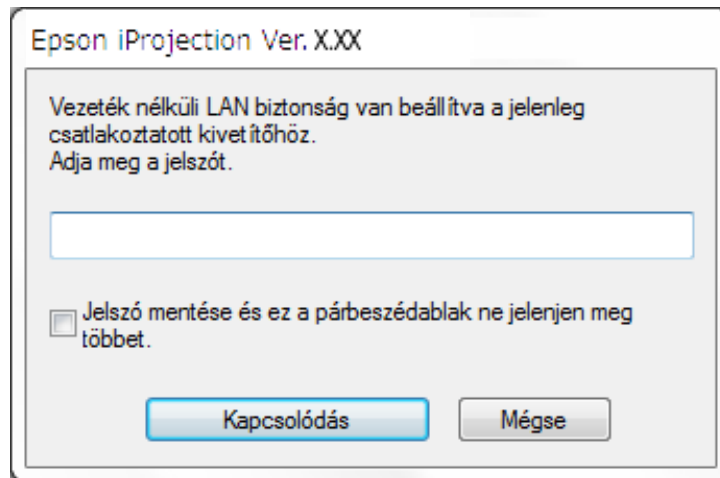 Epson iProjection Ver. X.XX
Vezeték nélküli LAN biztonság van beállítva a jelenleg
csatlakoztatott kivetítőhöz.
Adja meg a jelszót.
Jelszó mentése és ez a párbeszédablak ne jelenjen meg
többet.
Kapcsolódás Mégse